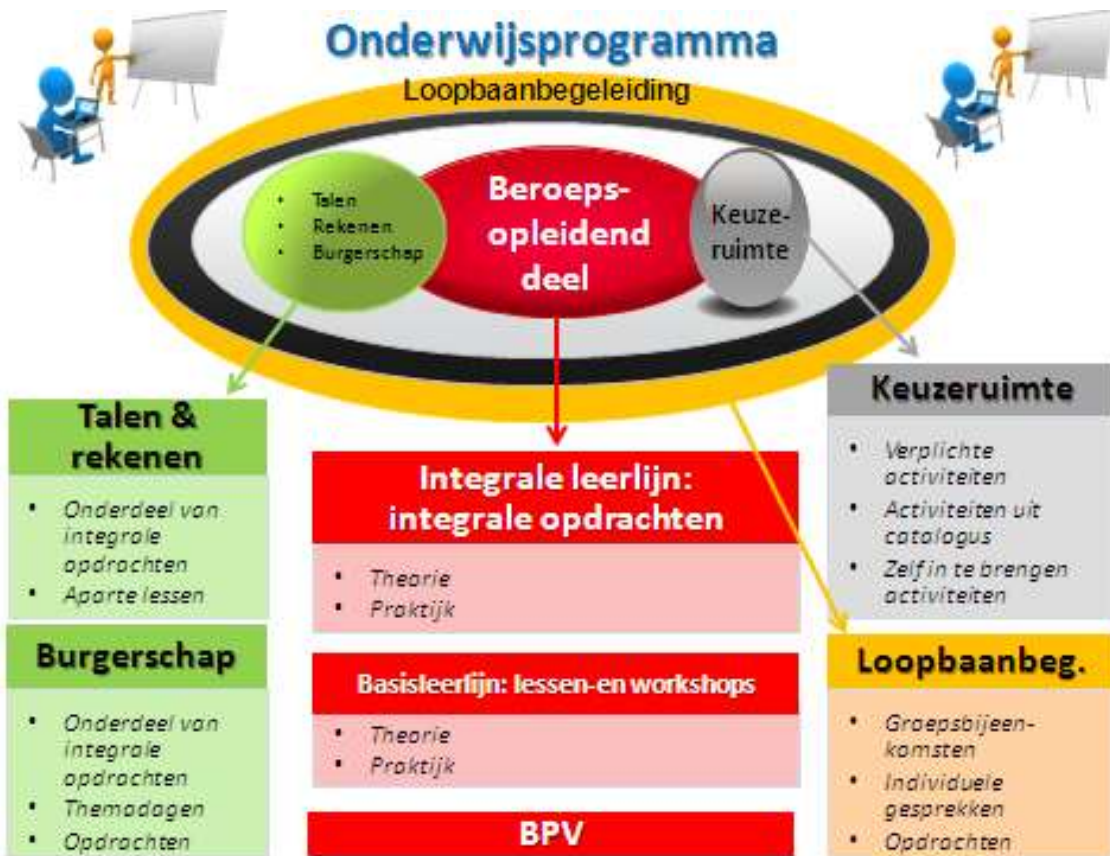 Onderwijsprogramma
Loopbaanbegeleiding
• Talen
• Rekenen
• Burgerschap
Beroeps-
opleidend
deel
Keuze-
ruimte
Talen &
rekenen
• Onderdeel van
integrale
opdrachten
• Aparte lessen
Burgerschap
• Onderdeel van
integrale
opdrachten
• Themadagen
• Opdrachten
Integrale leerlijn:
integrale opdrachten
• Theorie
• Praktijk
Basisleerlijn: lessen-en workshops
• Theorie
• Praktijk
BPV
Keuzeruimte
• Verplichte
activiteiten
• Activiteiten uit
catalogus
• Zelf in te brengen
activiteiten
Loopbaanbeg.
• Groepsbijeen-
komsten
• Individuele
gesprekken
• Opdrachten